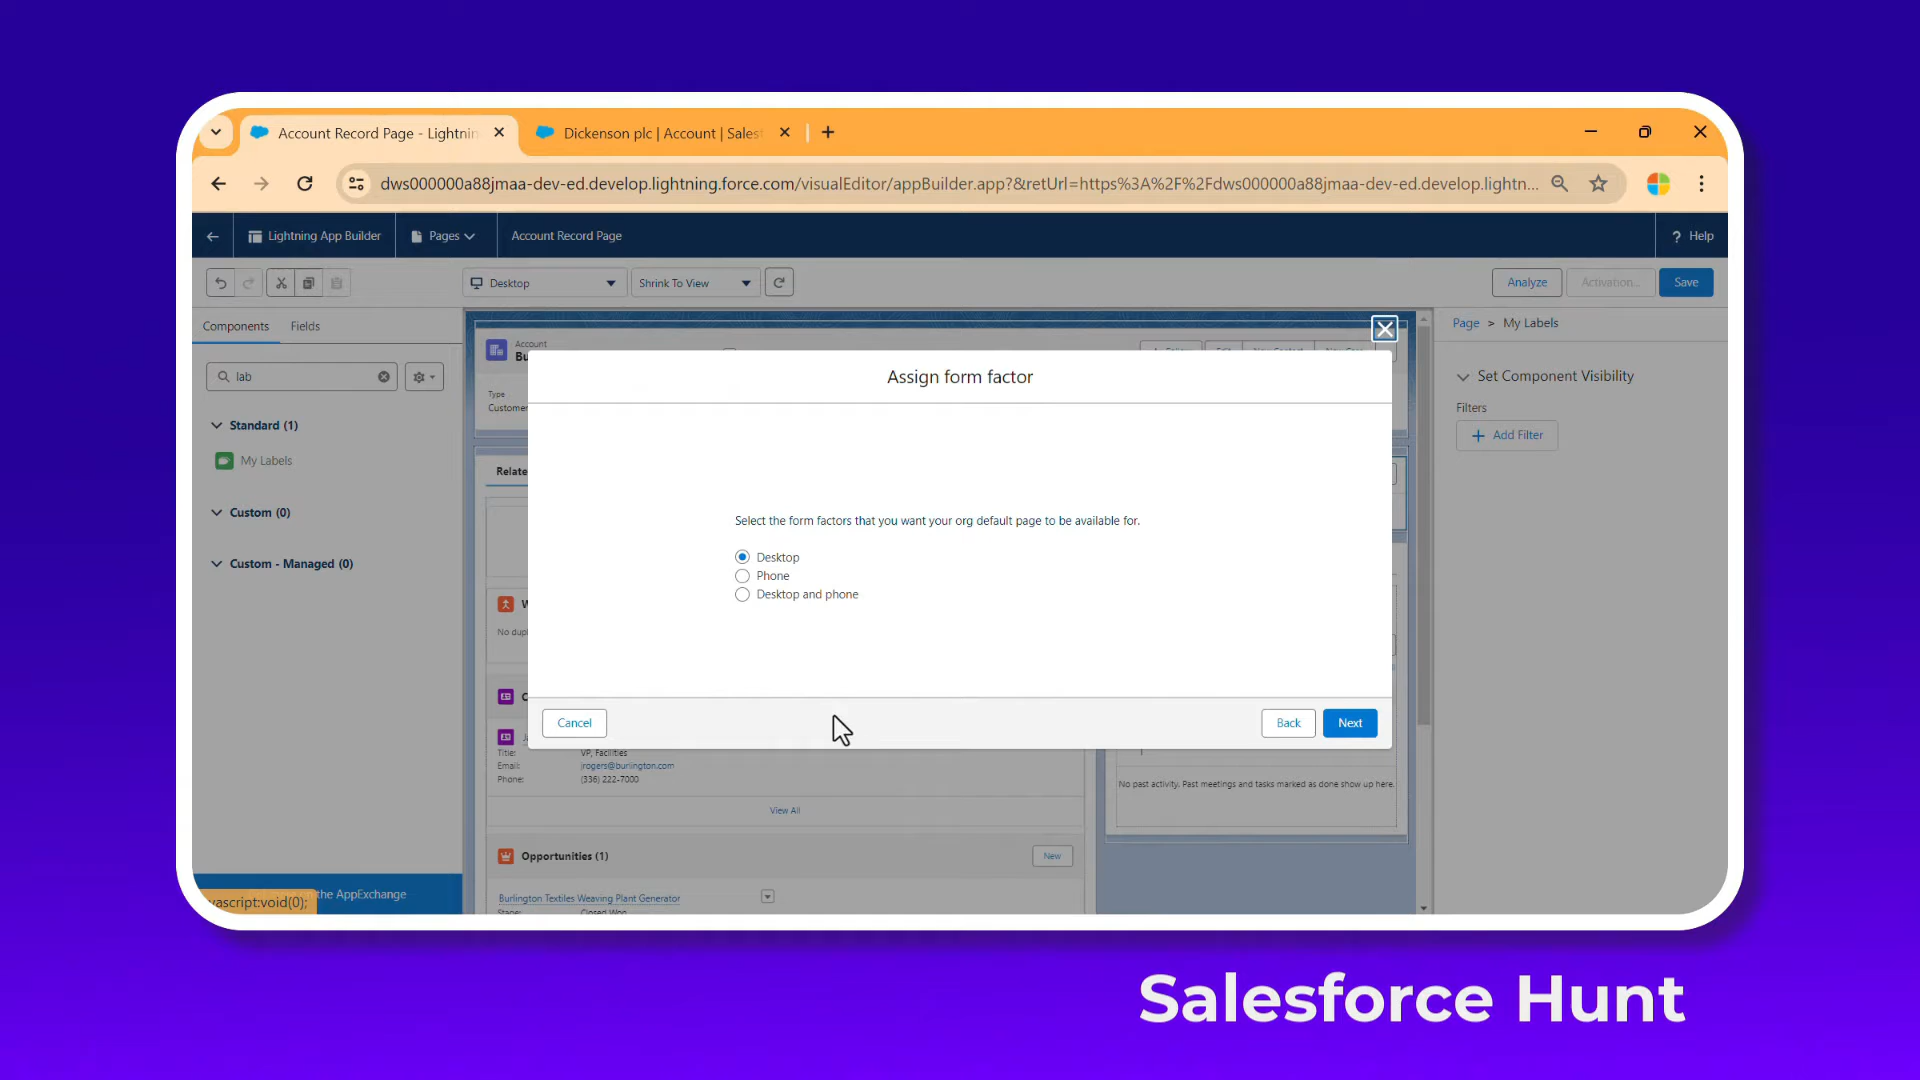 Account Record Page - Lightnin
Dickenson plc | Account | Sales
dws000000a88jmaa-dev-ed.develop.lightning.force.com/visualEditor/appBuilder.app?&retUrl=https%3A%2F%2Fdws000000a88jmaa-dev-ed.develop.lightn...
Lightning App Builder
Pages
Account Record Page
? Help
Desktop
Shrink To View
Analyze
Activation...
Save
Components
Fields
Page > My Labels
lab
Account
Bu
Assign form factor
Set Component Visibility
Type
Customer
Filters
Add Filter
Standard (1)
My Labels
Relate
Custom (0)
Select the form factors that you want your org default page to be available for.
Desktop
Custom - Managed (0)
Phone
Desktop and phone
No dupl
C
Cancel
Back
Next
Title:
VP, Facilities
Email:
jrogers@burlington.com
Phone:
(336) 222-7000
No past activity. Past meetings and tasks marked as done show up here.
View All
Opportunities (1)
New
Burlington Textiles Weaving Plant Generator
Stage:
Closed Won
the AppExchange
vascript:void(0);
Salesforce Hunt